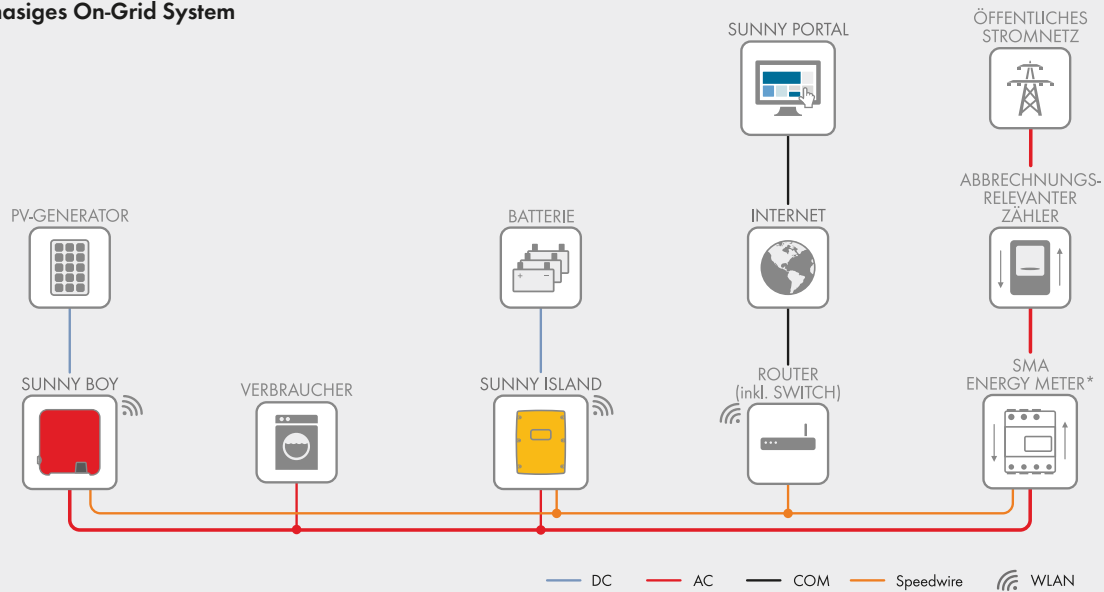 hasiges On-Grid System
SUNNY PORTAL
ÖFFENTLICHES
STROMNETZ
ABBRECHNUNGS-
RELEVANTER
ZÄHLER
PV-GENERATOR
BATTERIE
INTERNET
SUNNY BOY
VERBRAUCHER
SUNNY ISLAND
ROUTER
(inkl. SWITCH)
SMA
ENERGY METER*
DC
AC
COM
Speedwire
WLAN